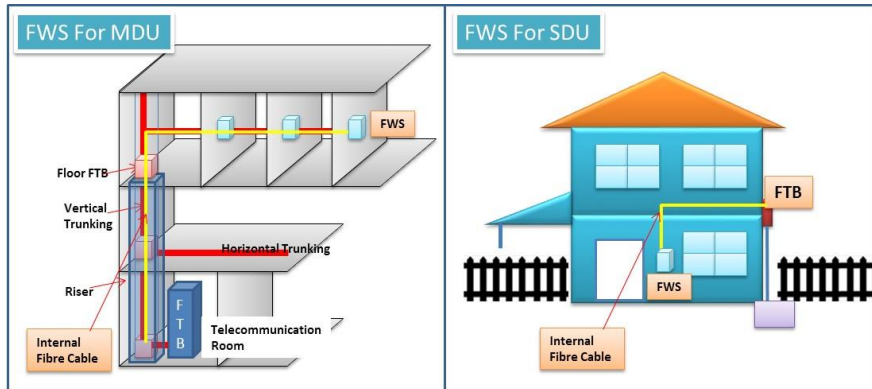 FWS For MDU
FWS
Floor FTB
Vertical
Trunking
Horizontal Trunking
Riser
F
T
B
Telecommunication
Room
Internal
Fibre Cable
FWS For SDU
FTB
FWS
Internal
Fibre Cable